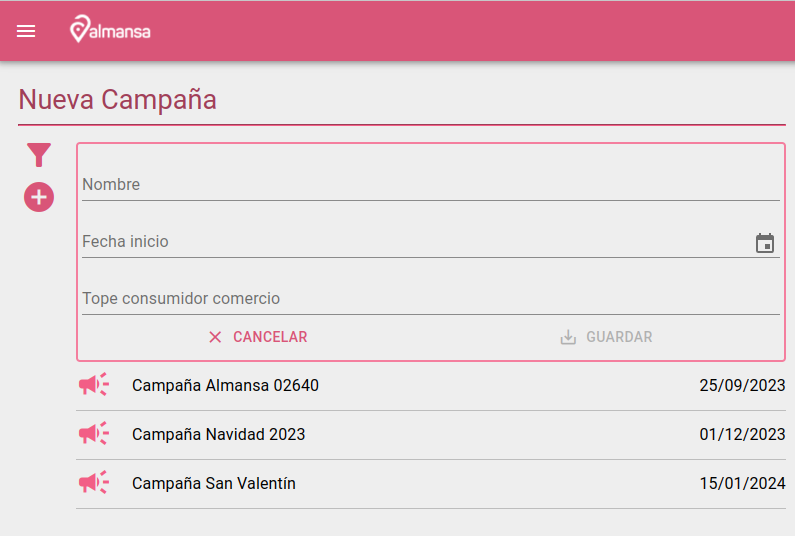 almansa
Nueva Campaña
Nombre
Fecha inicio
Tope consumidor comercio
CANCELAR
GUARDAR
Campaña Almansa 02640
25/09/2023
Campaña Navidad 2023
01/12/2023
Campaña San Valentín
15/01/2024